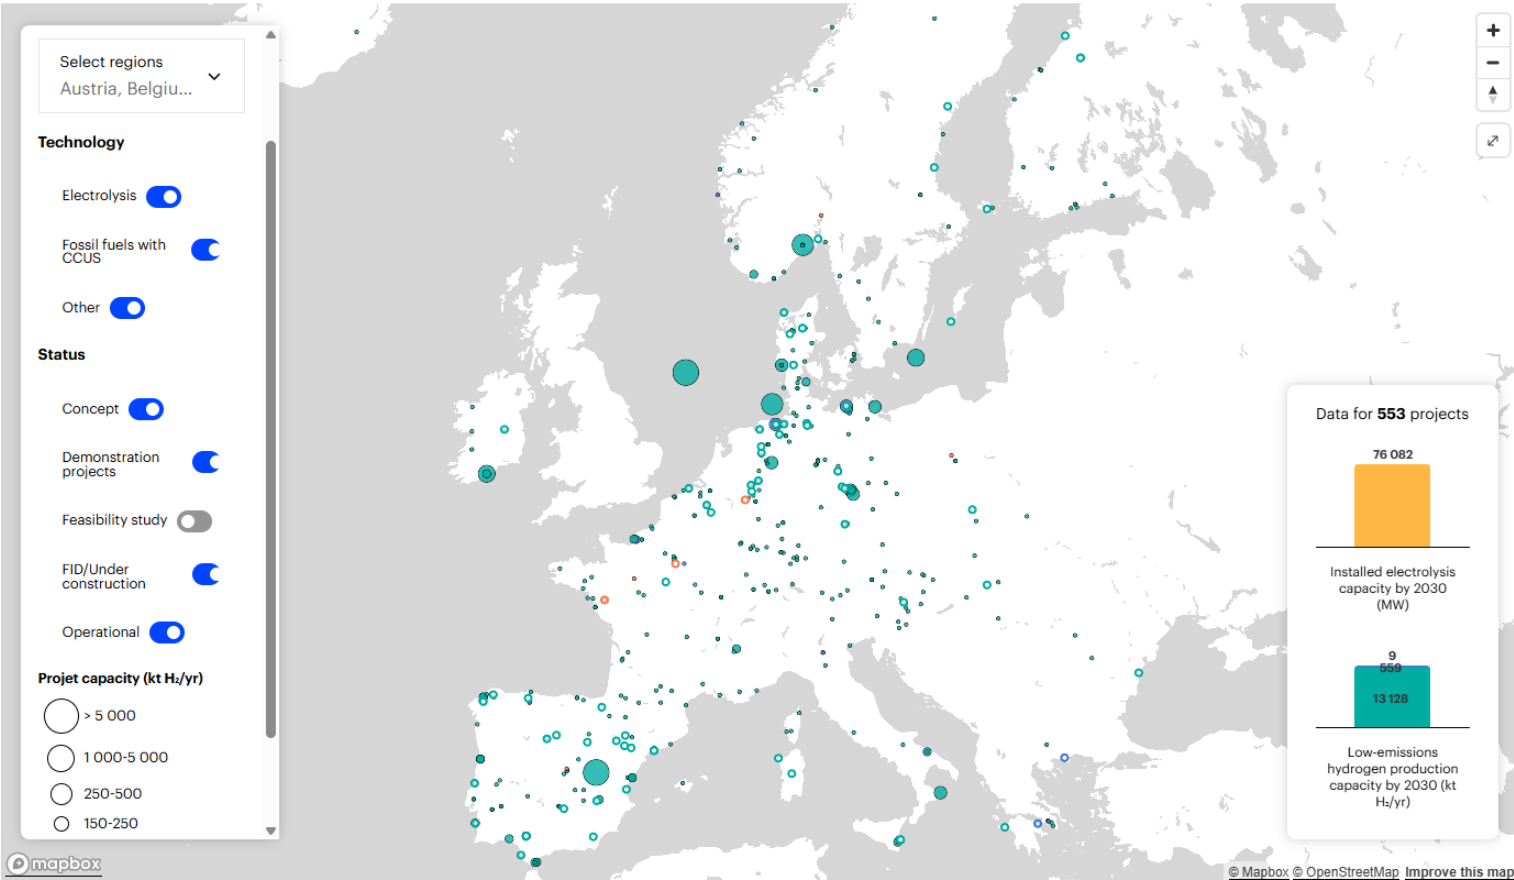 Select regions
Austria, Belgiu...
Technology
Electrolysis
Fossil fuels with
CCUS
Other
Status
Concept
Demonstration
projects
Feasibility study
FID/Under
construction
Operational
Projet capacity (kt H₂/yr)
> 5 000
1 000-5 000
250-500
150-250
mapbox
Data for 553 projects
76 082
Installed electrolysis
capacity by 2030
(MW)
9
559
13 128
Low-emissions
hydrogen production
capacity by 2030 (kt
H₂/yr)
© Mapbox © OpenStreetMap Improve this map